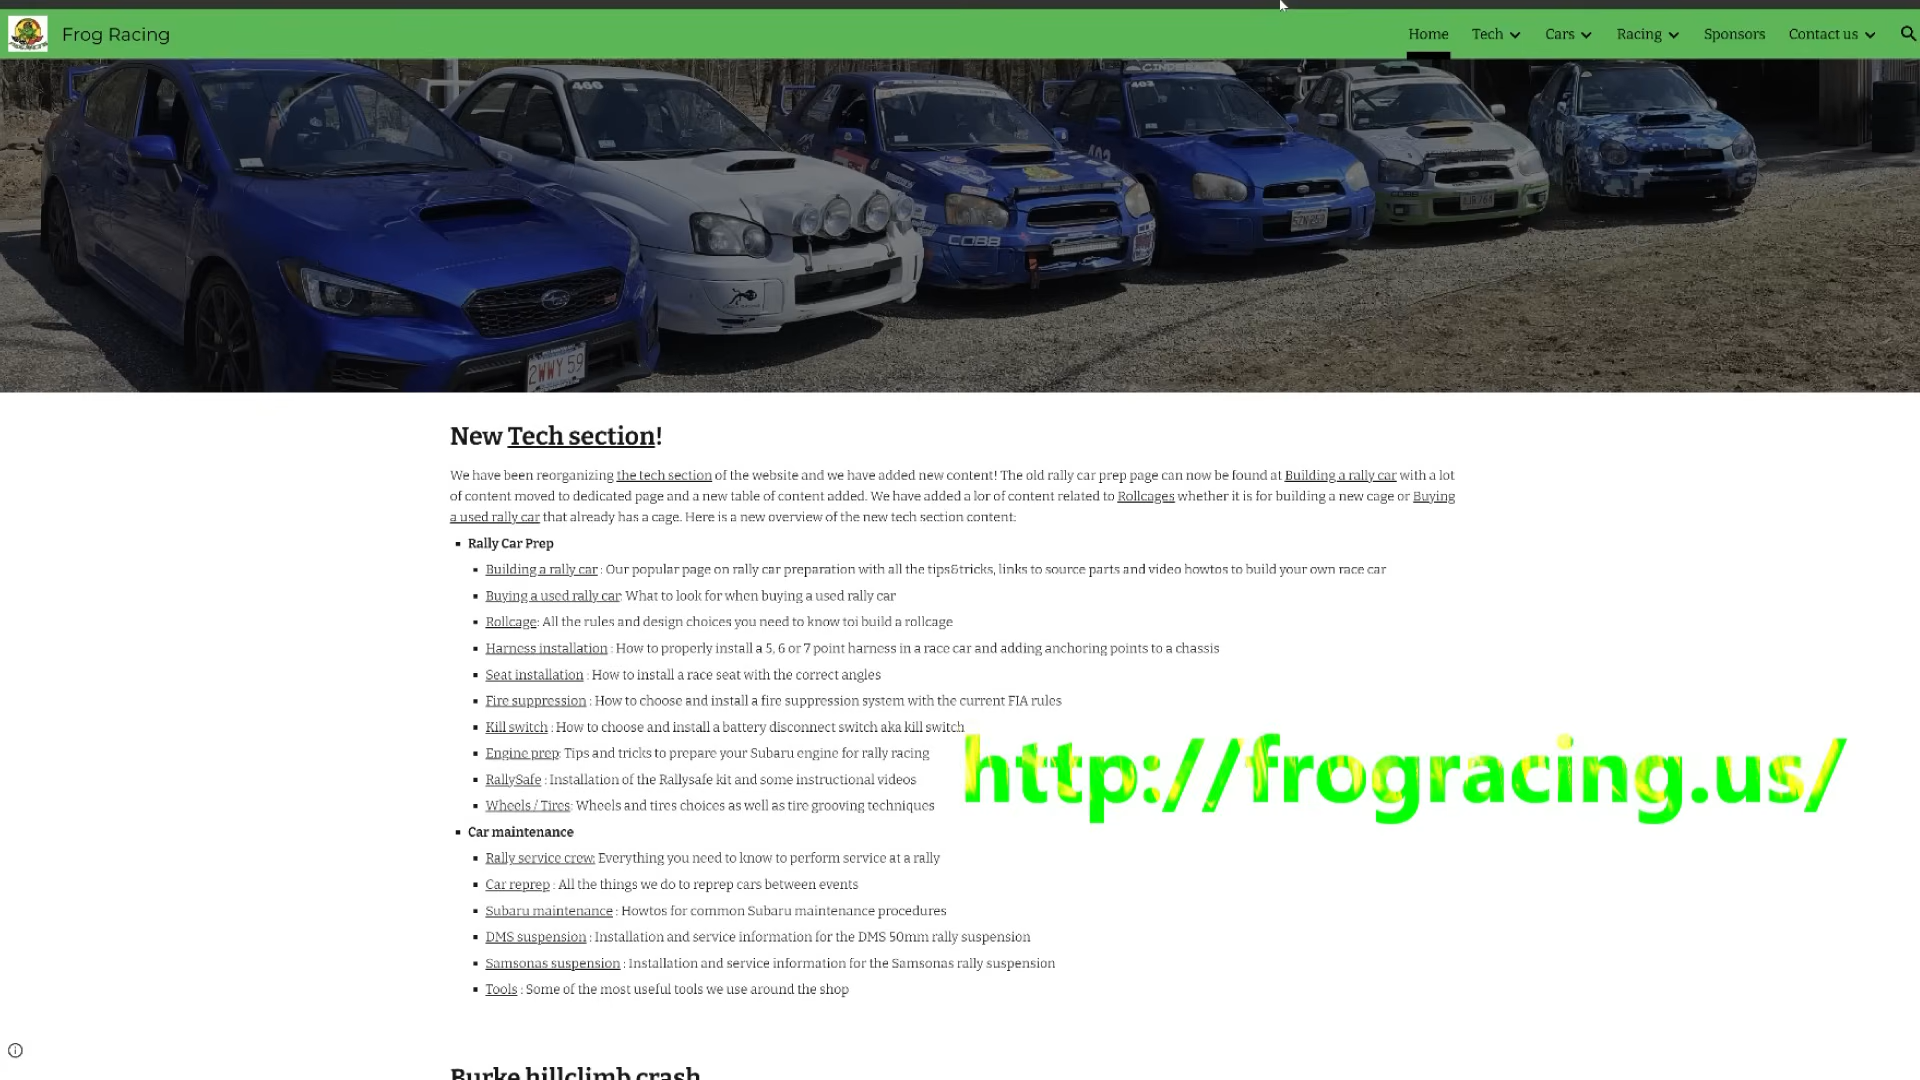 Frog Racing
Home Tech Cars Racing Sponsors Contact us
466
CINDE
403
COBB
403
2WWY 59
New Tech section!
We have been reorganizing the tech section of the website and we have added new content! The old rally car prep page can now be found at Building a rally car with a lot
of content moved to dedicated page and a new table of content added. We have added a lor of content related to Rollcages whether it is for building a new cage or Buying
a used rally car that already has a cage. Here is a new overview of the new tech section content:
Rally Car Prep
Building a rally car : Our popular page on rally car preparation with all the tips&tricks, links to source parts and video howtos to build your own race car
Buying a used rally car: What to look for when buying a used rally car
Rollcage: All the rules and design choices you need to know toi build a rollcage
Harness installation : How to properly install a 5, 6 or 7 point harness in a race car and adding anchoring points to a chassis
Seat installation : How to install a race seat with the correct angles
Fire suppression : How to choose and install a fire suppression system with the current FIA rules
Kill switch : How to choose and install a battery disconnect switch aka kill switch
Engine prep: Tips and tricks to prepare your Subaru engine for rally racing
RallySafe : Installation of the Rallysafe kit and some instructional videos
Wheels / Tires: Wheels and tires choices as well as tire grooving techniques
http://frogracing.us/
Car maintenance
Rally service crew: Everything you need to know to perform service at a rally
Car reprep : All the things we do to reprep cars between events
Subaru maintenance : Howtos for common Subaru maintenance procedures
DMS suspension : Installation and service information for the DMS 50mm rally suspension
Samsonas suspension : Installation and service information for the Samsonas rally suspension
Tools : Some of the most useful tools we use around the shop
Burke hillclimb crash